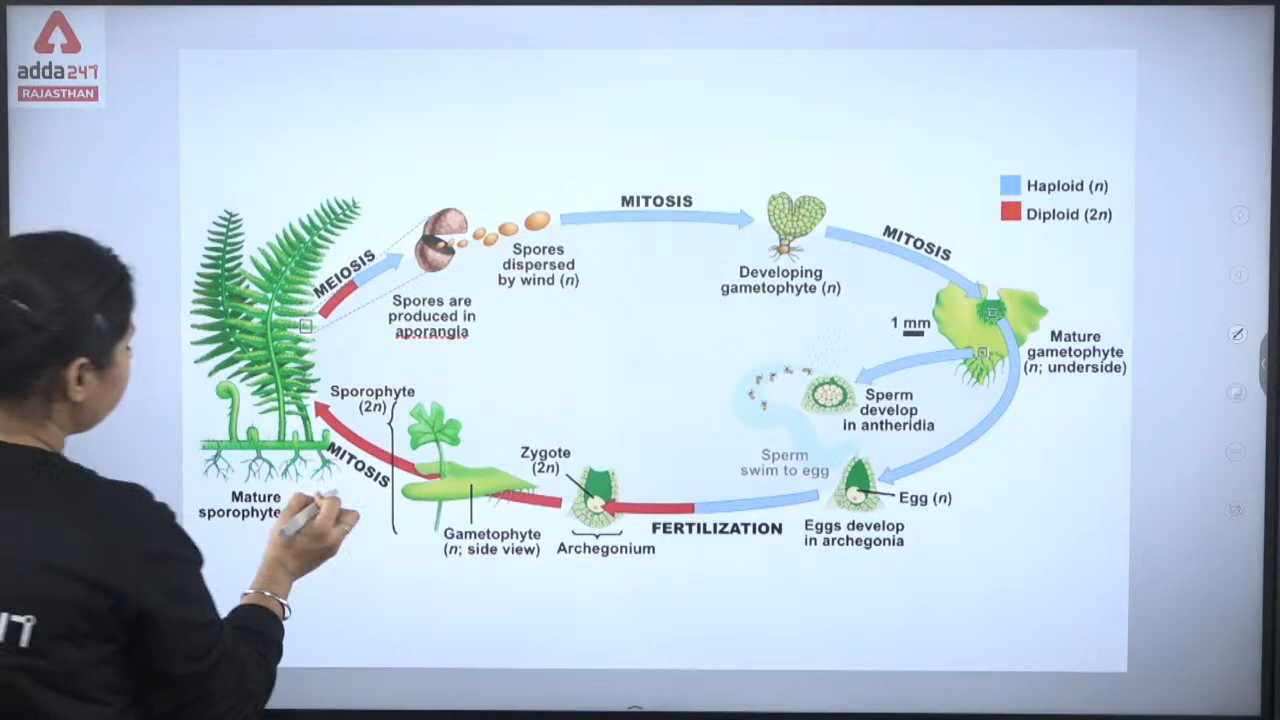 adda247
RAJASTHAN
Haploid (n)
Diploid (2n)
MITOSIS
MITOSIS
MEIOSIS
Spores
dispersed
by wind (n)
Spores are
produced in
aporangia
Developing
gametophyte (n)
1 mm
Mature
gametophyte
(n; underside)
Sperm
develop
in antheridia
Sporophyte
(2n)
MITOSIS
Zygote
(2n)
Sperm
swim to egg
Egg (n)
Mature
sporophyte
Gametophyte
(n; side view)
Archegonium
FERTILIZATION
Eggs develop
in archegonia